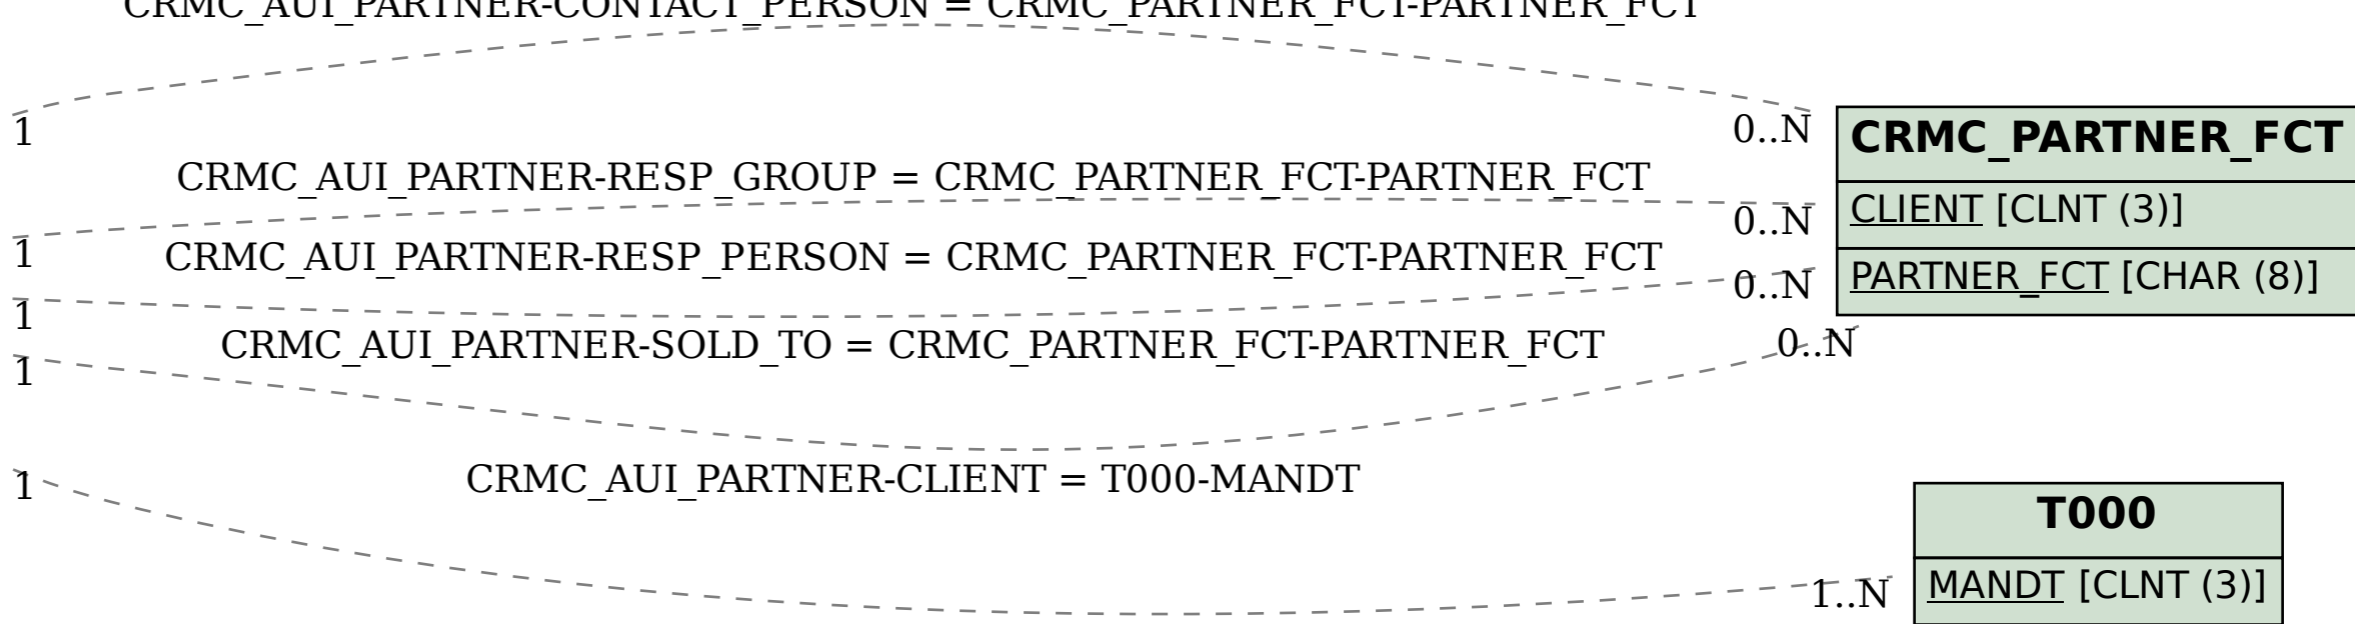 CRMC_AUI_PARTNER-CONTACT_PERSON = CRMC_PARTNER_FCT-PARTNER_FCT
1
0..N
CRMC_PARTNER_FCT
CRMC_AUI_PARTNER-RESP_GROUP = CRMC_PARTNER_FCT-PARTNER_FCT
CLIENT [CLNT (3)]
1
0..N
CRMC_AUI_PARTNER-RESP_PERSON = CRMC_PARTNER_FCT-PARTNER_FCT
PARTNER_FCT [CHAR (8)]
1
0..N
CRMC_AUI_PARTNER-SOLD_TO = CRMC_PARTNER_FCT-PARTNER_FCT
1
0..N
CRMC_AUI_PARTNER-CLIENT = T000-MANDT
1
1..N
T000
MANDT [CLNT (3)]